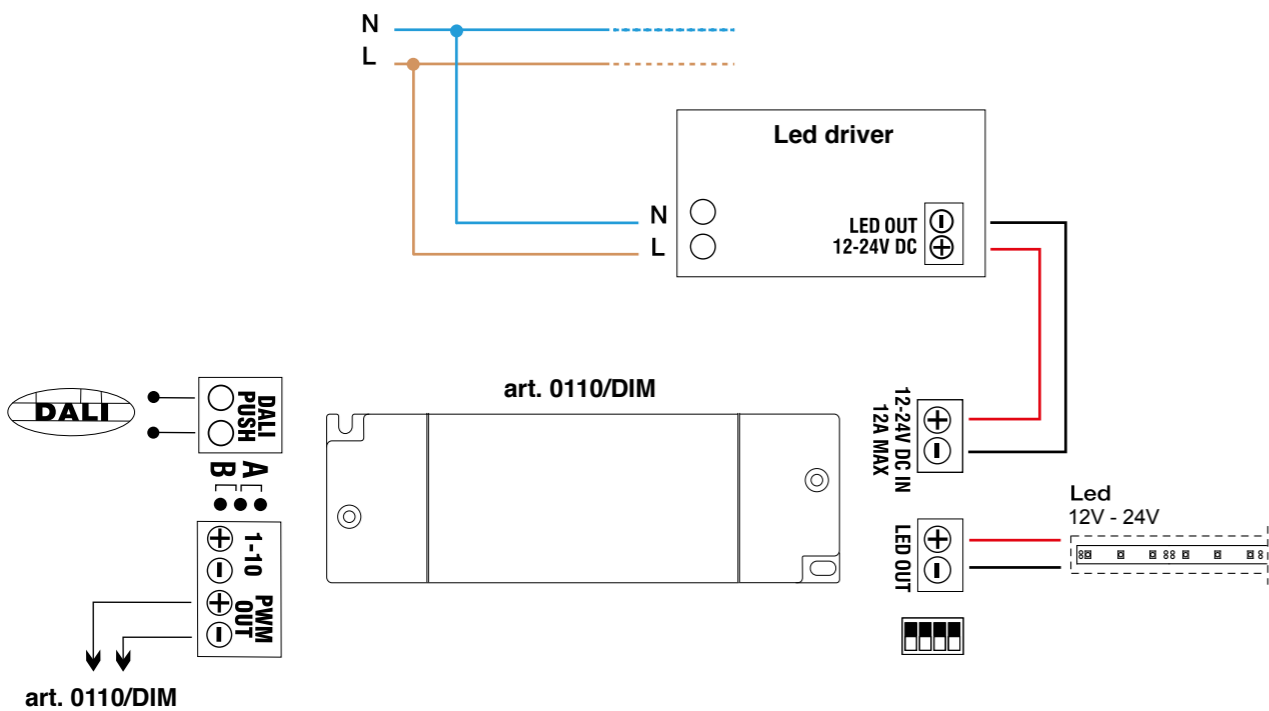 N
L
Led driver
N
L
LED OUT
12-24V DC
art. 0110/DIM
DALI
DALI
PUSH
A
B
1-10
PWM
OUT
art. 0110/DIM
12-24V DC IN
12A MAX
LED OUT
Led
12V - 24V